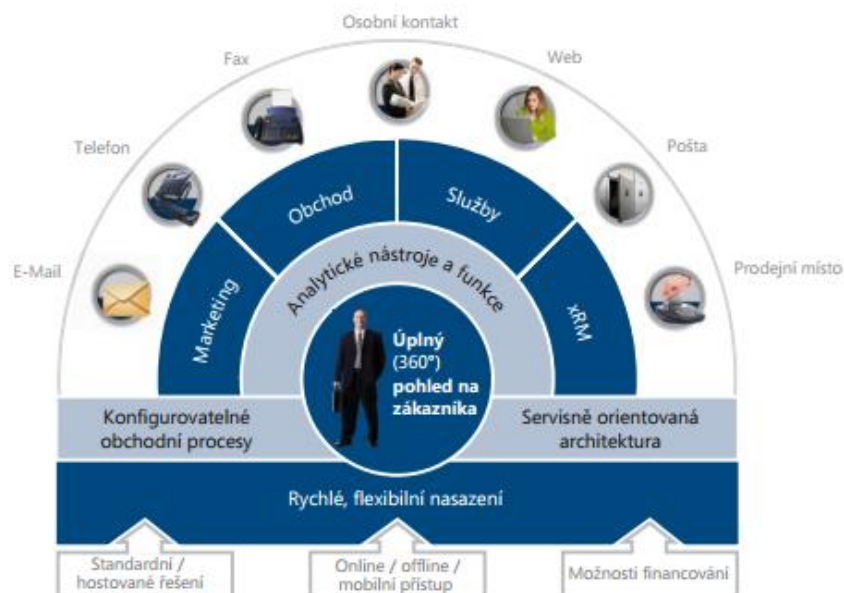 Osobní kontakt
Fax
Web
Telefon
Pošta
E-Mail
Prodejní místo
Marketing
Obchod
Služby
xRM
Analytické nástroje a funkce
Úplný
(360°)
pohled na
zákazníka
Konfigurovatelné
obchodní procesy
Servisně orientovaná
architektura
Rychlé, flexibilní nasazení
Standardní /
hostované řešení
Online / offline /
mobilní přístup
Možnosti financování